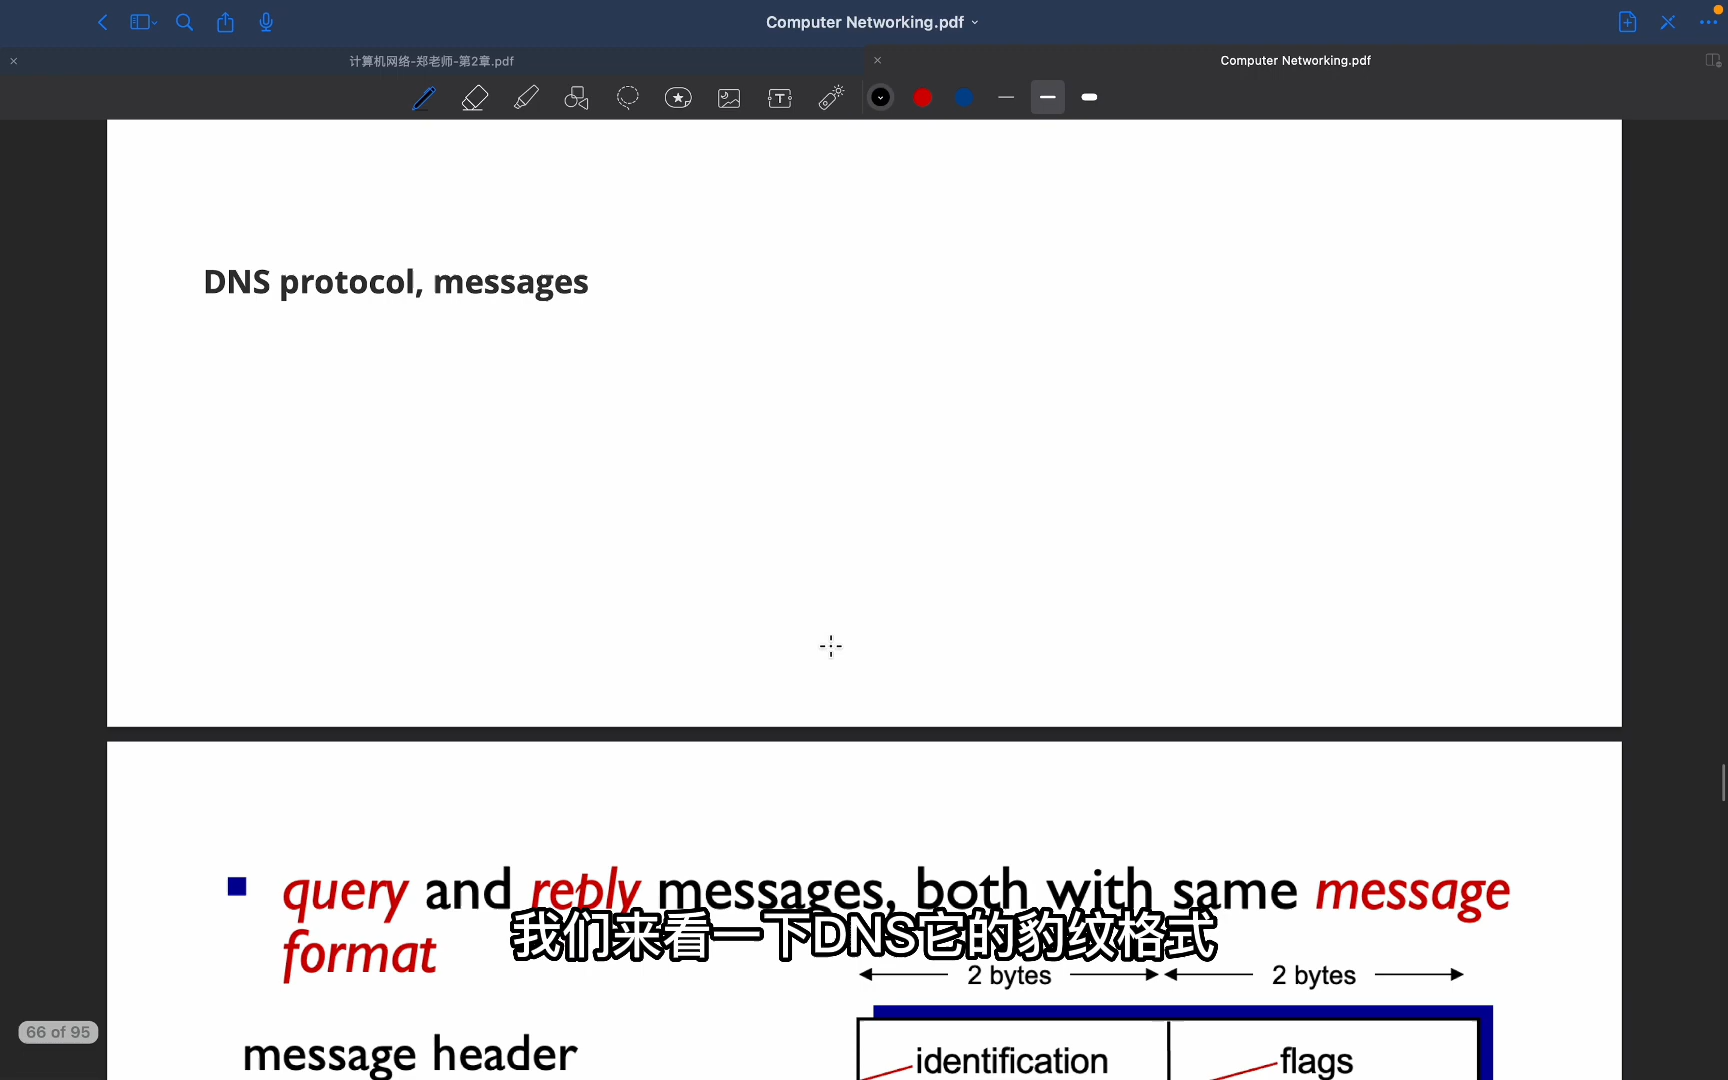 Computer Networking.pdf
计算机网络-郑老师-第2章.pdf
Computer Networking.pdf
DNS protocol, messages
query and reply messages, both with same message
format
我们来看一下DNS它的豹纹格式
2 bytes
2 bytes
66 of 95
message header
identification
flags